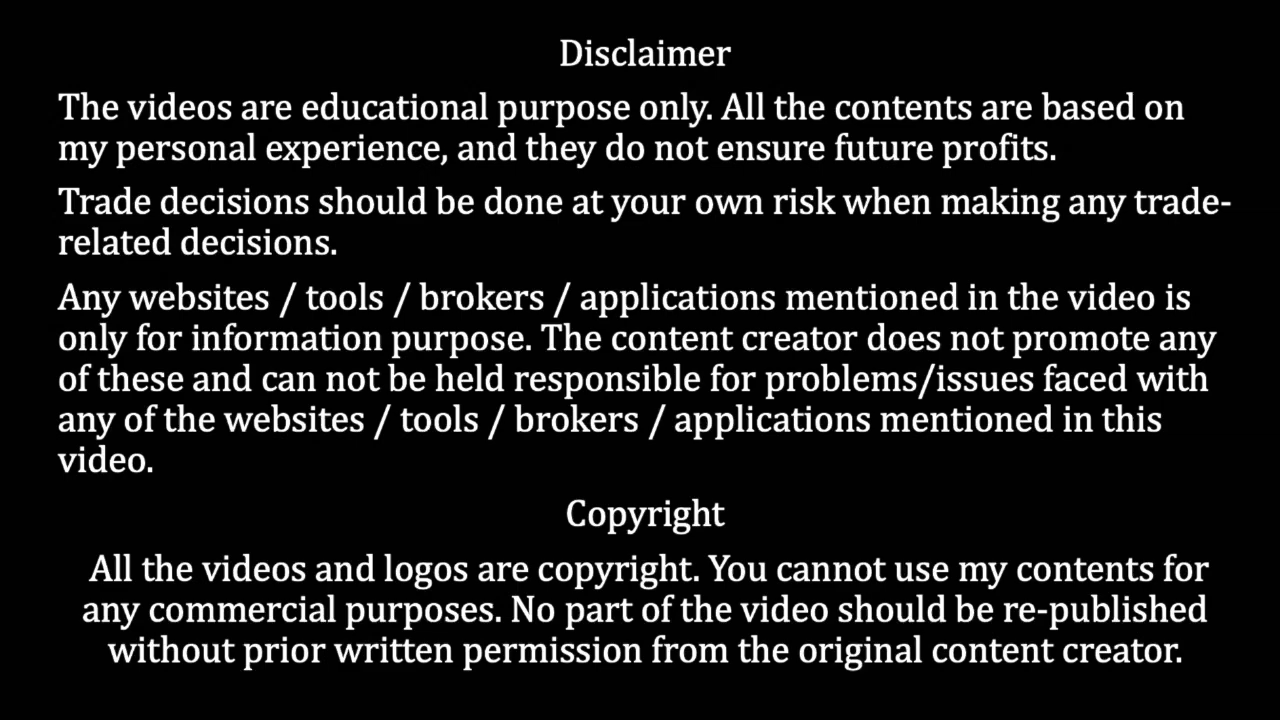 Disclaimer
The videos are educational purpose only. All the contents are based on
my personal experience, and they do not ensure future profits.
Trade decisions should be done at your own risk when making any trade-
related decisions.
Any websites / tools / brokers / applications mentioned in the video is
only for information purpose. The content creator does not promote any
of these and can not be held responsible for problems/issues faced with
any of the websites / tools / brokers / applications mentioned in this
video.
Copyright
All the videos and logos are copyright. You cannot use my contents for
any commercial purposes. No part of the video should be re-published
without prior written permission from the original content creator.